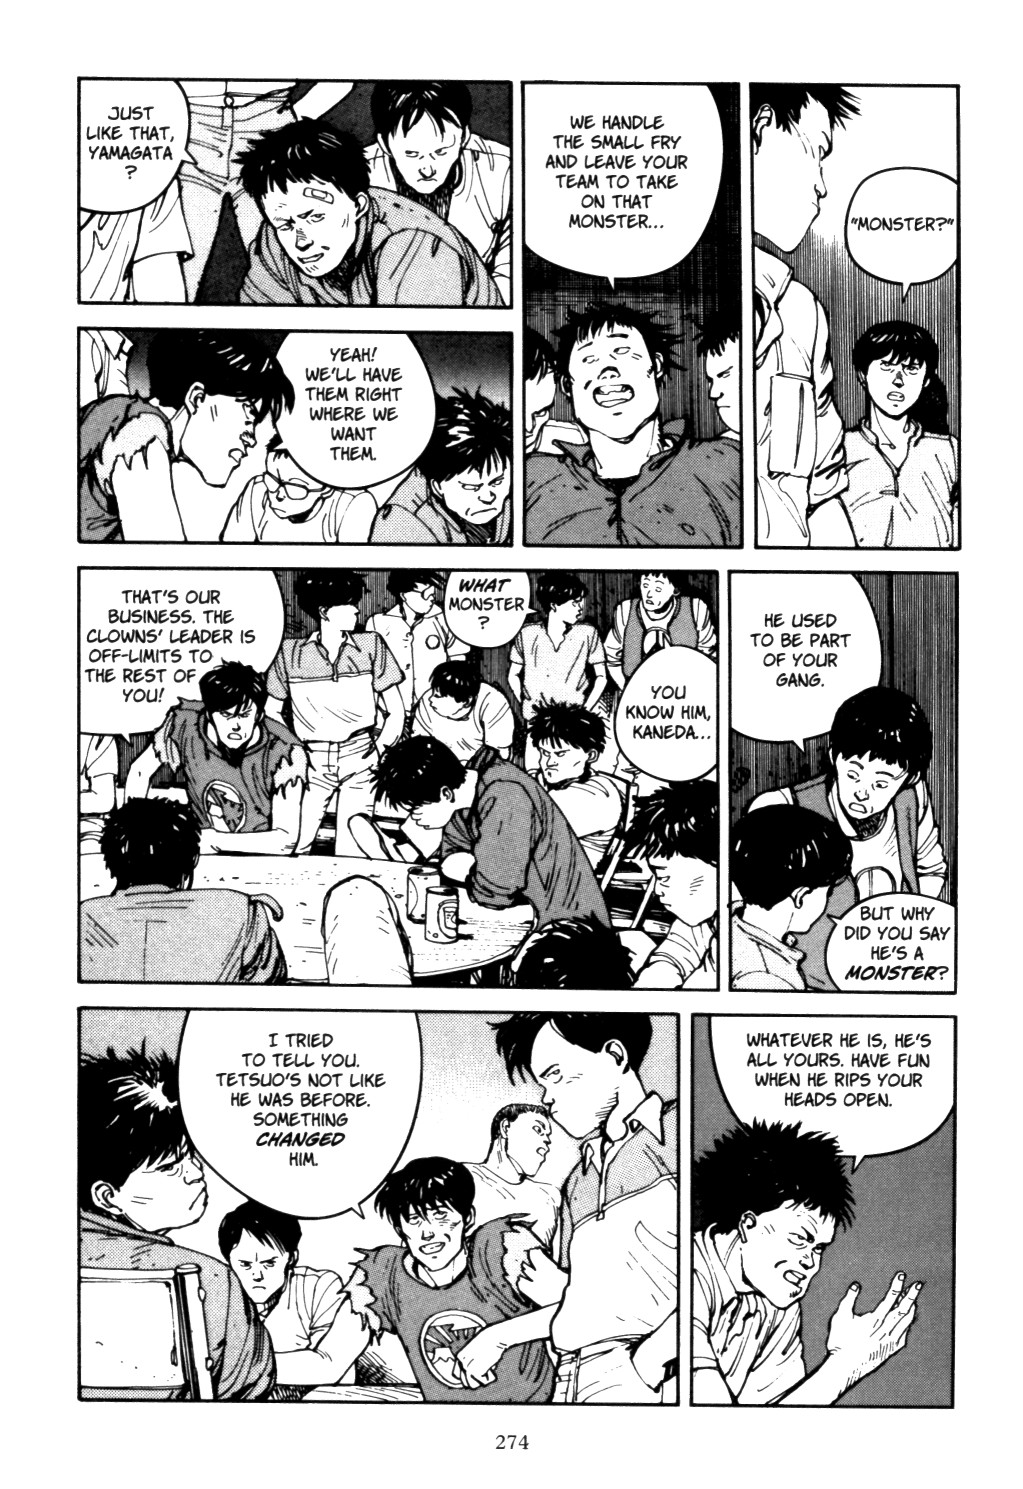 JUST
LIKE THAT,
YAMAGATA
?
YEAH!
WE'LL HAVE
THEM RIGHT
WHERE WE
WANT
THEM.
WE HANDLE
THE SMALL FRY
AND LEAVE YOUR
TEAM TO TAKE
ON THAT
MONSTER...
"MONSTER?"
THAT'S OUR
BUSINESS. THE
CLOWNS' LEADER IS
OFF-LIMITS TO
THE REST OF
YOU!
WHAT
MONSTER
?
YOU
KNOW HIM,
KANEDA...
HE USED
TO BE PART
OF YOUR
GANG.
BUT WHY
DID YOU SAY
HE'S A
MONSTER?
I TRIED
TO TELL YOU.
TETSUO'S NOT LIKE
HE WAS BEFORE.
SOMETHING
CHANGED
HIM.
WHATEVER HE IS, HE'S
ALL YOURS. HAVE FUN
WHEN HE RIPS YOUR
HEADS OPEN.
274